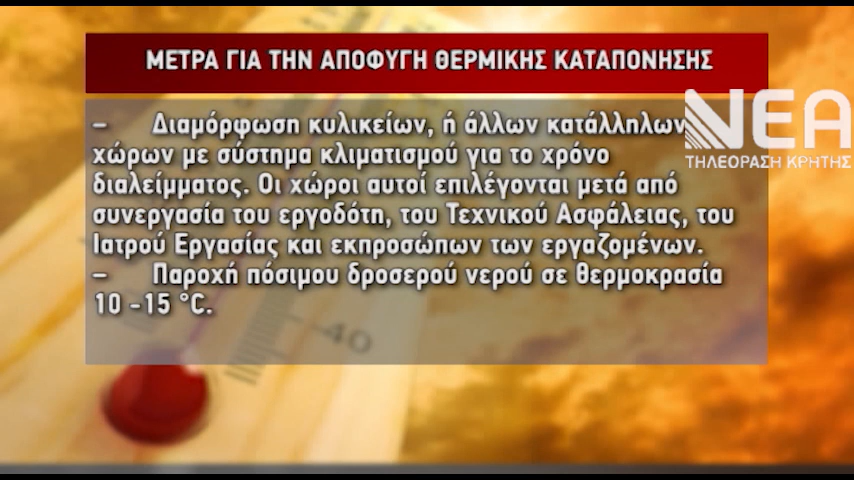 ΜΕΤΡΑ ΓΙΑ ΤΗΝ ΑΠΟΦΥΓΗ ΘΕΡΜΙΚΗΣ ΚΑΤΑΠΟΝΗΣΗΣ
– Διαμόρφωση κυλικείων, ή άλλων κατάλληλων
χώρων με σύστημα κλιματισμού για το χρόνο
διαλείμματος. Οι χώροι αυτοί επιλέγονται μετά από
συνεργασία του εργοδότη, του Τεχνικού Ασφάλειας, του
Ιατρού Εργασίας και εκπροσώπων των εργαζομένων.
– Παροχή πόσιμου δροσερού νερού σε θερμοκρασία
10 -15 °C.
ΝΕΑ
ΤΗΛΕΟΡΑΣΗ ΚΡΗΤΗΣ
40